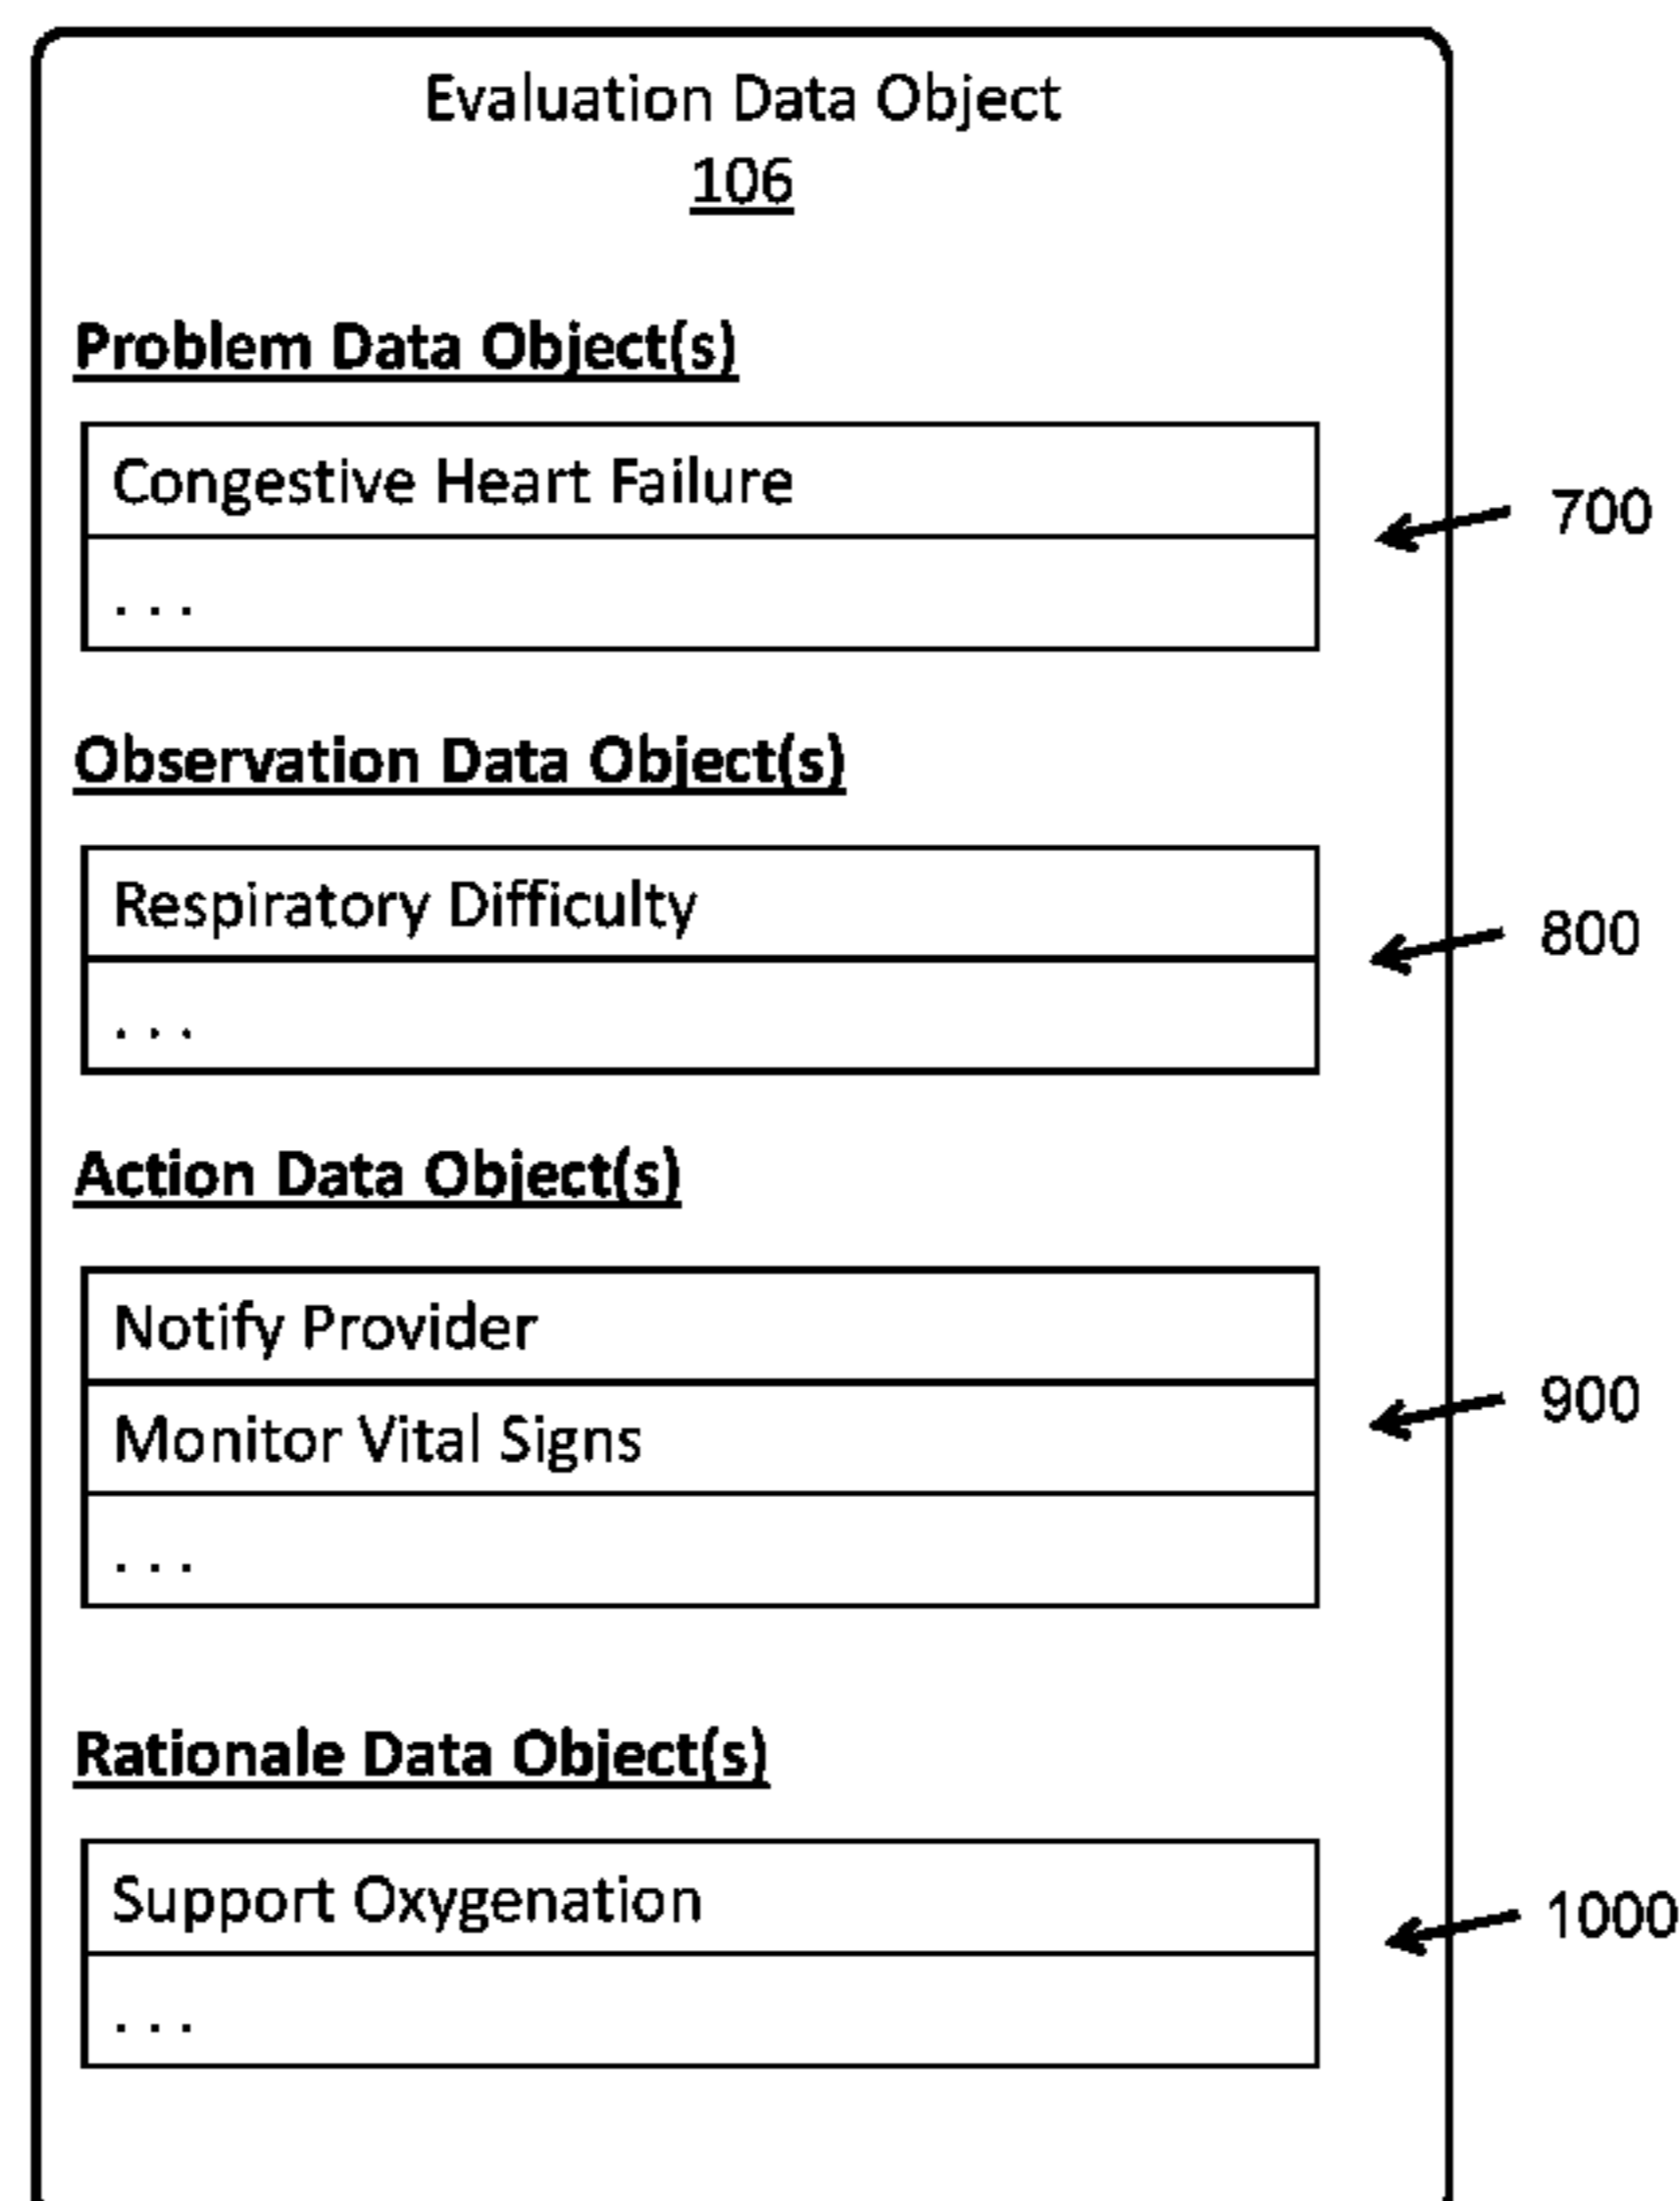 Evaluation Data Object
106
Problem Data Object(s)
Congestive Heart Failure
700
. . .
Observation Data Object(s)
Respiratory Difficulty
800
. . .
Action Data Object(s)
Notify Provider
900
Monitor Vital Signs
. . .
Rationale Data Object(s)
Support Oxygenation
1000
. . .